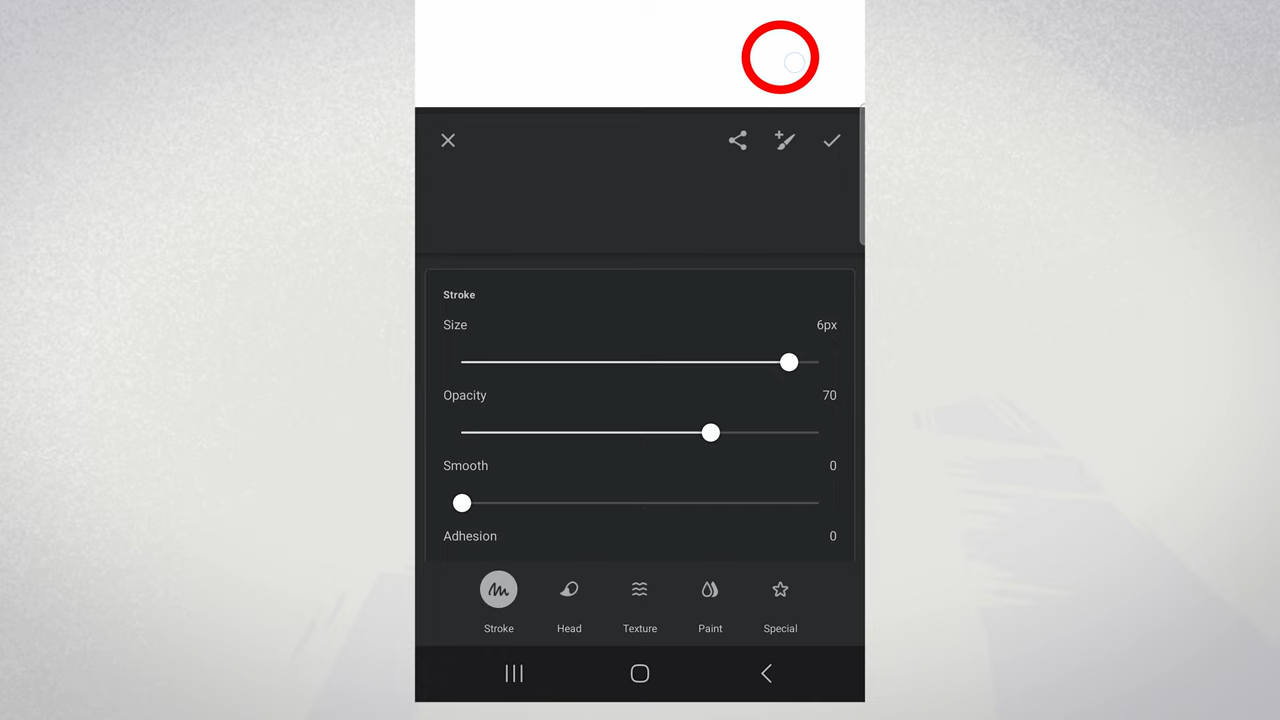 Stroke
Size 6px
Opacity 70
Smooth 0
Adhesion 0
Stroke Head Texture Paint Special